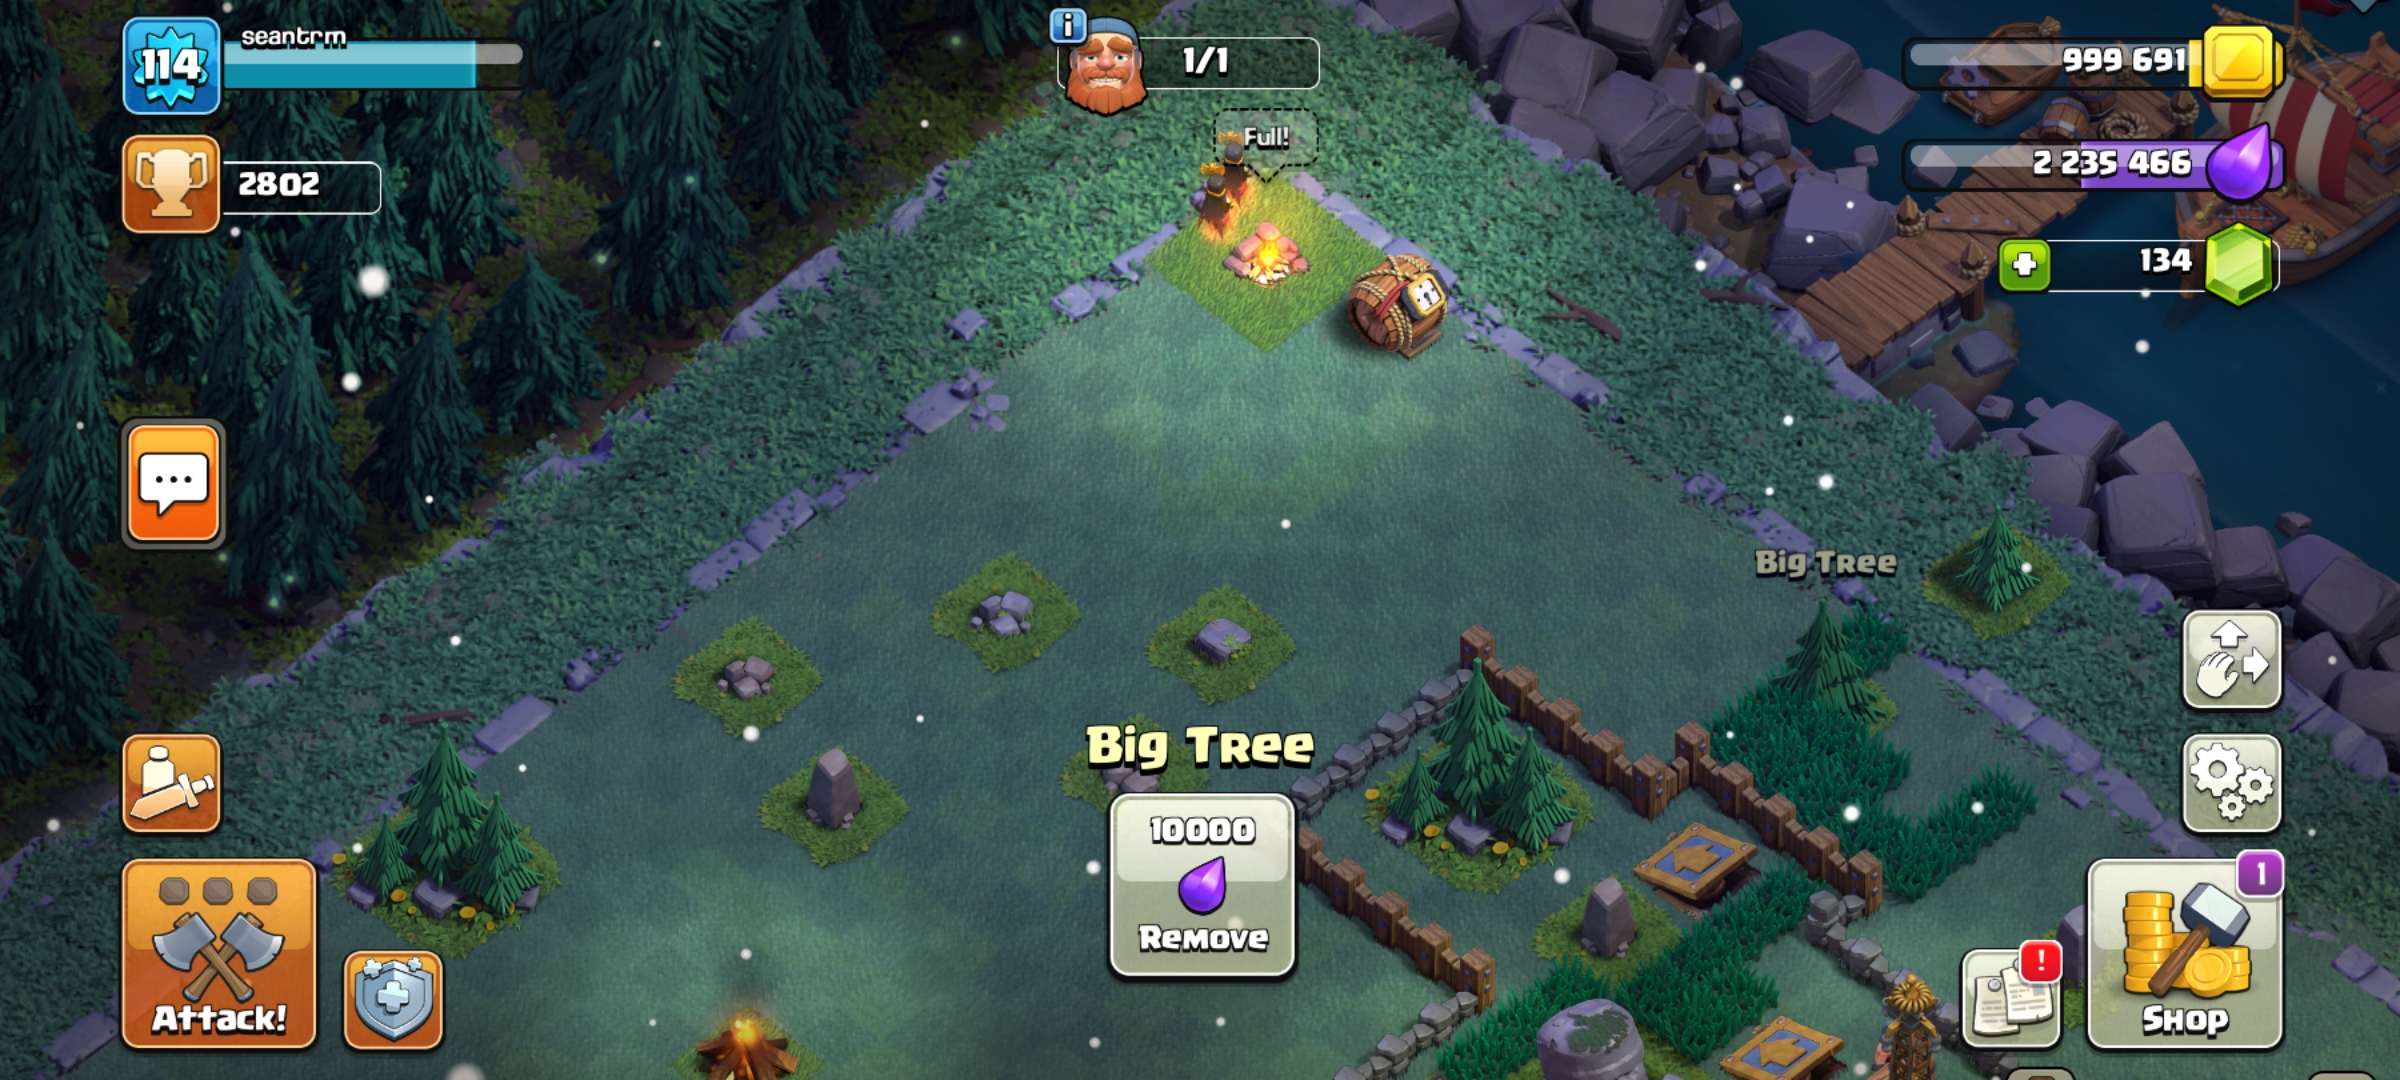 114
seantrm
i
1/1
999 691
Full!
2802
2 235 466
134
Big Tree
Big Tree
10000
Remove
1
!
Attack!
Shop